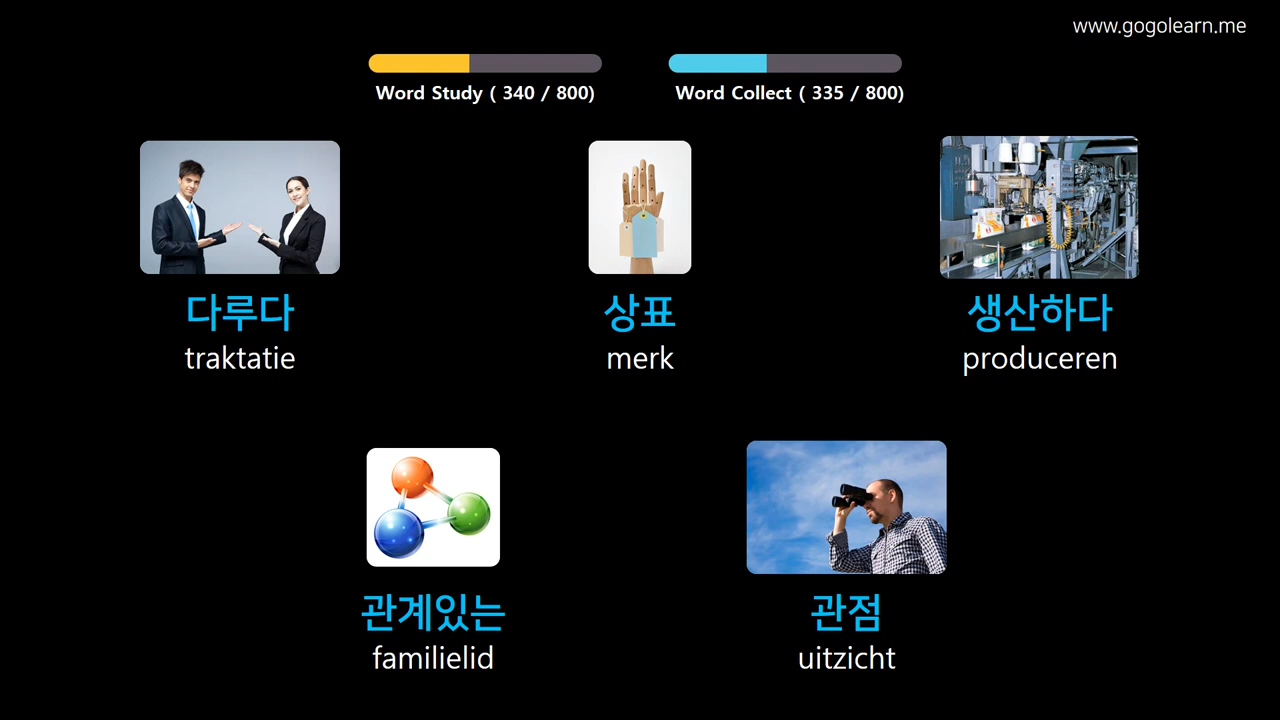 www.gogolearn.me
Word Study ( 340 / 800)
Word Collect ( 335 / 800)
다루다
traktatie
상표
merk
생산하다
produceren
관계있는
familielid
관점
uitzicht